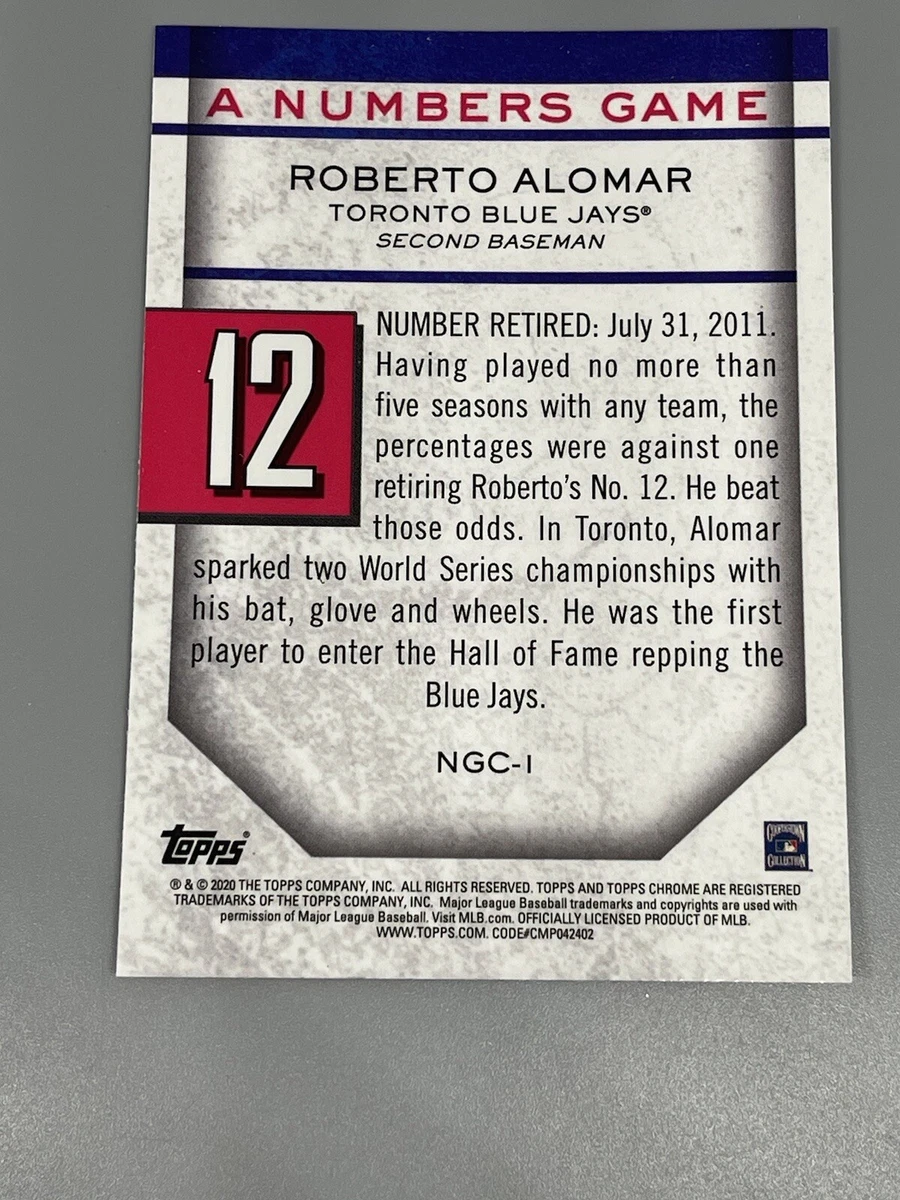 A NUMBERS GAME
ROBERTO ALOMAR
TORONTO BLUE JAYS®
SECOND BASEMAN
12
NUMBER RETIRED: July 31, 2011.
Having played no more than
five seasons with any team, the
percentages were against one
retiring Roberto's No. 12. He beat
those odds. In Toronto, Alomar
sparked two World Series championships with
his bat, glove and wheels. He was the first
player to enter the Hall of Fame repping the
Blue Jays.
NGC-1
Topps®
COOPERSTOWN
COLLECTION
® & © 2020 THE TOPPS COMPANY, INC. ALL RIGHTS RESERVED. TOPPS AND TOPPS CHROME ARE REGISTERED
TRADEMARKS OF THE TOPPS COMPANY, INC. Major League Baseball trademarks and copyrights are used with
permission of Major League Baseball. Visit MLB.com. OFFICIALLY LICENSED PRODUCT OF MLB.
WWW.TOPPS.COM. CODE#CMP042402